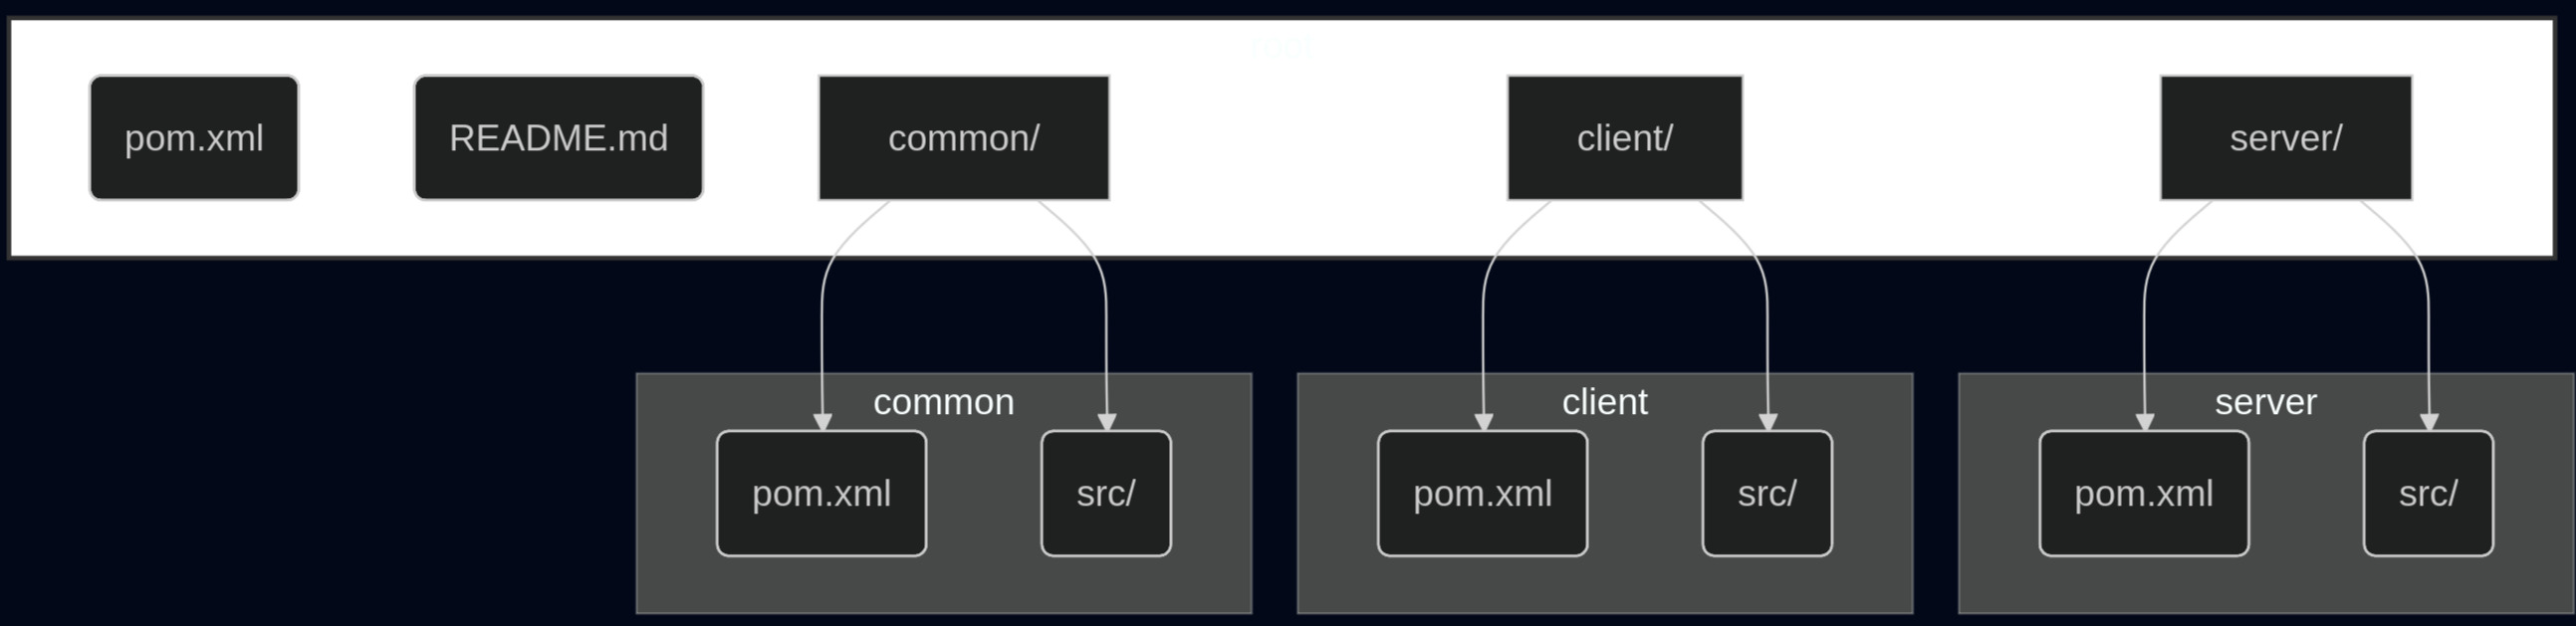 pom.xml
README.md
common/
client/
server/
common
pom.xml
src/
client
pom.xml
src/
server
pom.xml
src/